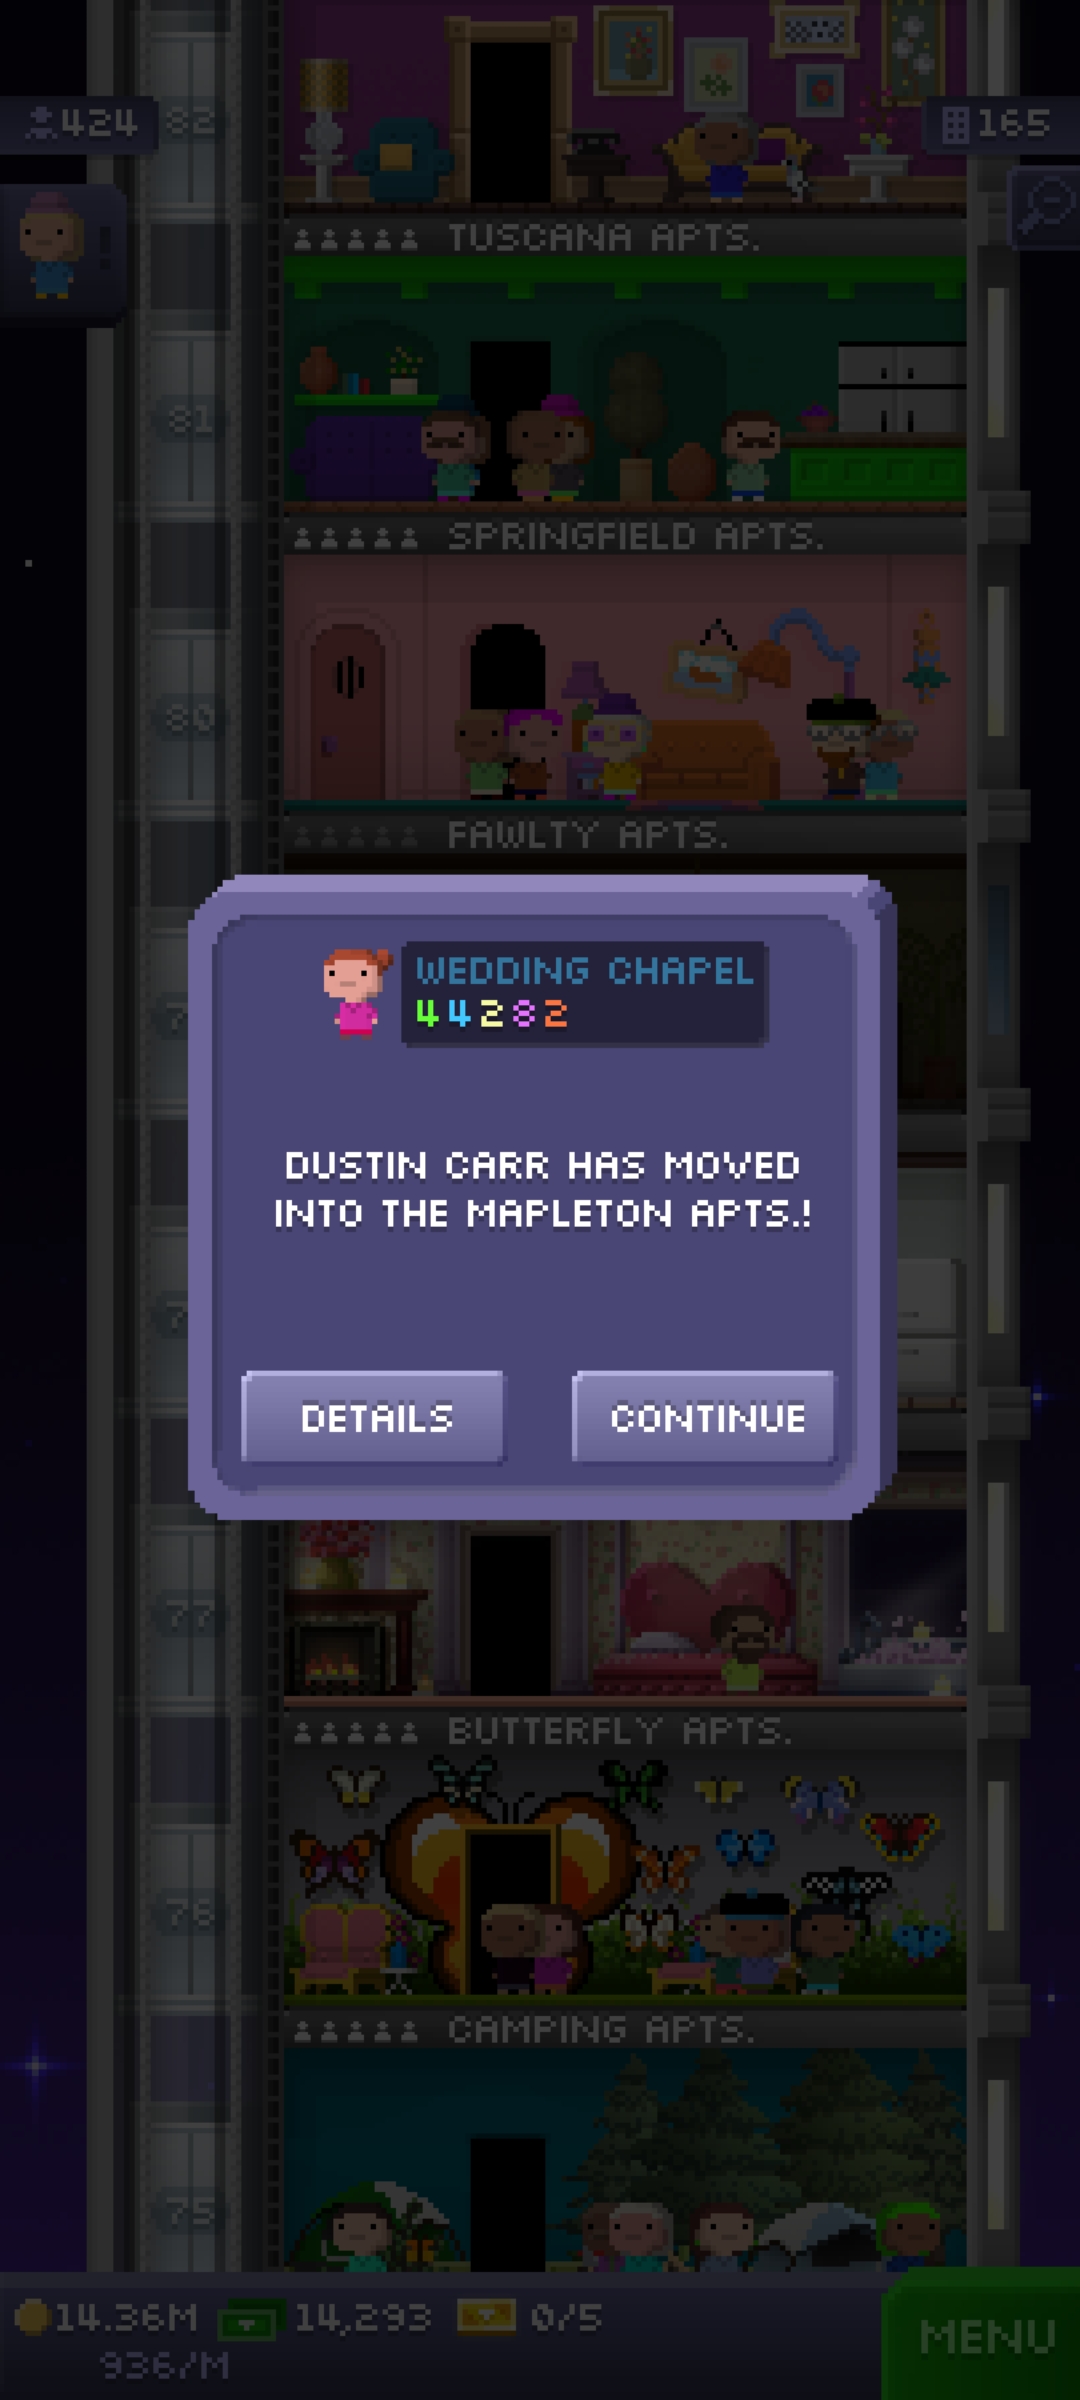 424
82
165
TUSCANA APTS.
81
SPRINGFIELD APTS.
80
FAWLTY APTS.
WEDDING CHAPEL
44282
DUSTIN CARR HAS MOVED
INTO THE MAPLETON APTS.!
DETAILS
CONTINUE
77
BUTTERFLY APTS.
76
CAMPING APTS.
75
14.36M
14,293
0/5
MENU
936/M